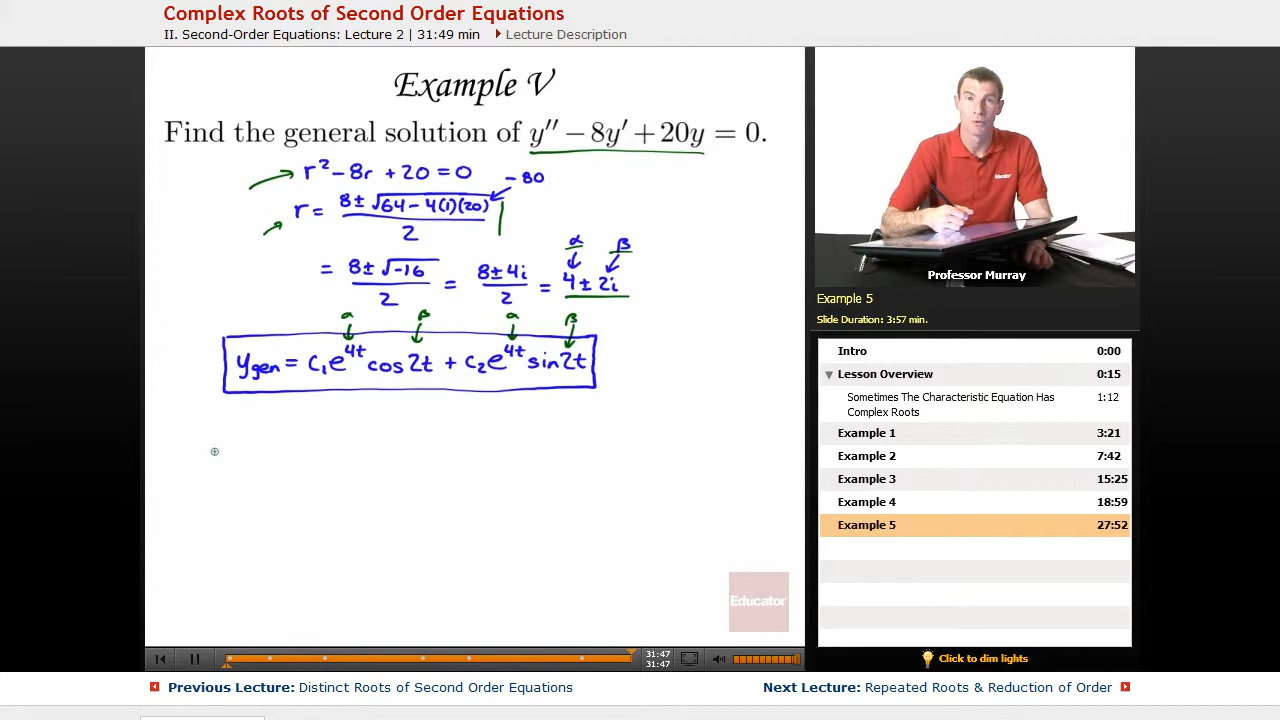 Complex Roots of Second Order Equations
II. Second-Order Equations: Lecture 2 | 31:49 min Lecture Description
Example V
Find the general solution of y'' − 8y' + 20y = 0.
r² − 8r + 20 = 0
−80
r = (8 ± √(64 − 4(1)(20))) / 2
= (8 ± √−16) / 2 = (8 ± 4i) / 2 = 4 ± 2i
α β
α β α β
y_gen = c₁e^(4t) cos 2t + c₂e^(4t) sin 2t
Educator
Educator
Professor Murray
Example 5
Slide Duration: 3:57 min.
Intro 0:00
Lesson Overview 0:15
Sometimes The Characteristic Equation Has 1:12
Complex Roots
Example 1 3:21
Example 2 7:42
Example 3 15:25
Example 4 18:59
Example 5 27:52
31:47
31:47
Click to dim lights
Previous Lecture: Distinct Roots of Second Order Equations
Next Lecture: Repeated Roots & Reduction of Order